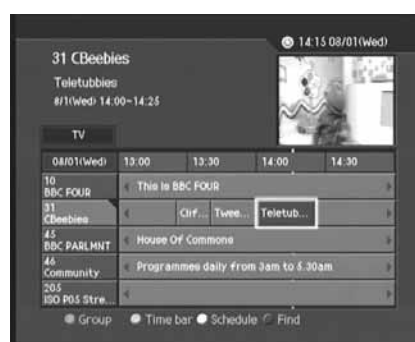 14:15 08/01(Wed)
31 CBeebies
Teletubbies
8/1(Wed) 14:00~14:25
TV
08/01(Wed) 13:00 13:30 14:00 14:30
10
BBC FOUR
This is BBC FOUR
31
CBeebies
Clif... Twee... Teletub...
45
BBC PARLMNT
House Of Commons
46
Community
Programmes daily from 3am to 5.30am
205
ISO P05 Stre...
Group Time bar Schedule Find